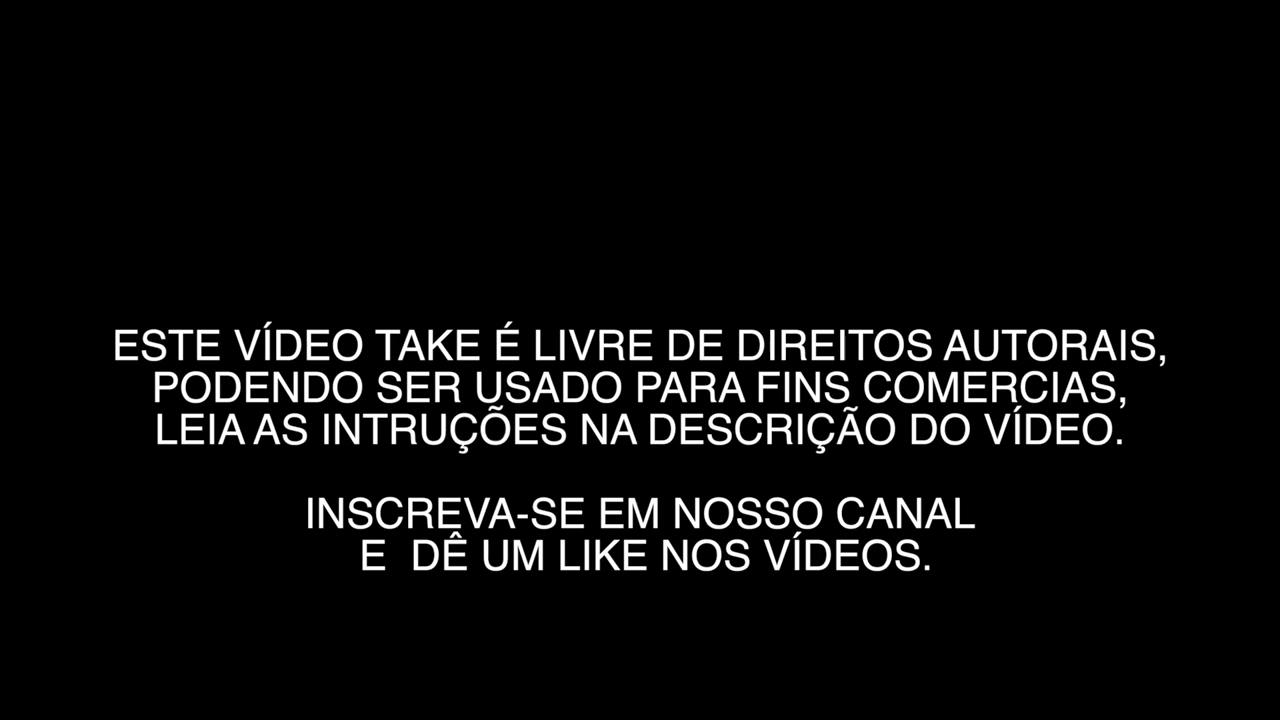 ESTE VÍDEO TAKE É LIVRE DE DIREITOS AUTORAIS,
PODENDO SER USADO PARA FINS COMERCIAS,
LEIA AS INTRUÇÕES NA DESCRIÇÃO DO VÍDEO.
INSCREVA-SE EM NOSSO CANAL
E  DÊ UM LIKE NOS VÍDEOS.